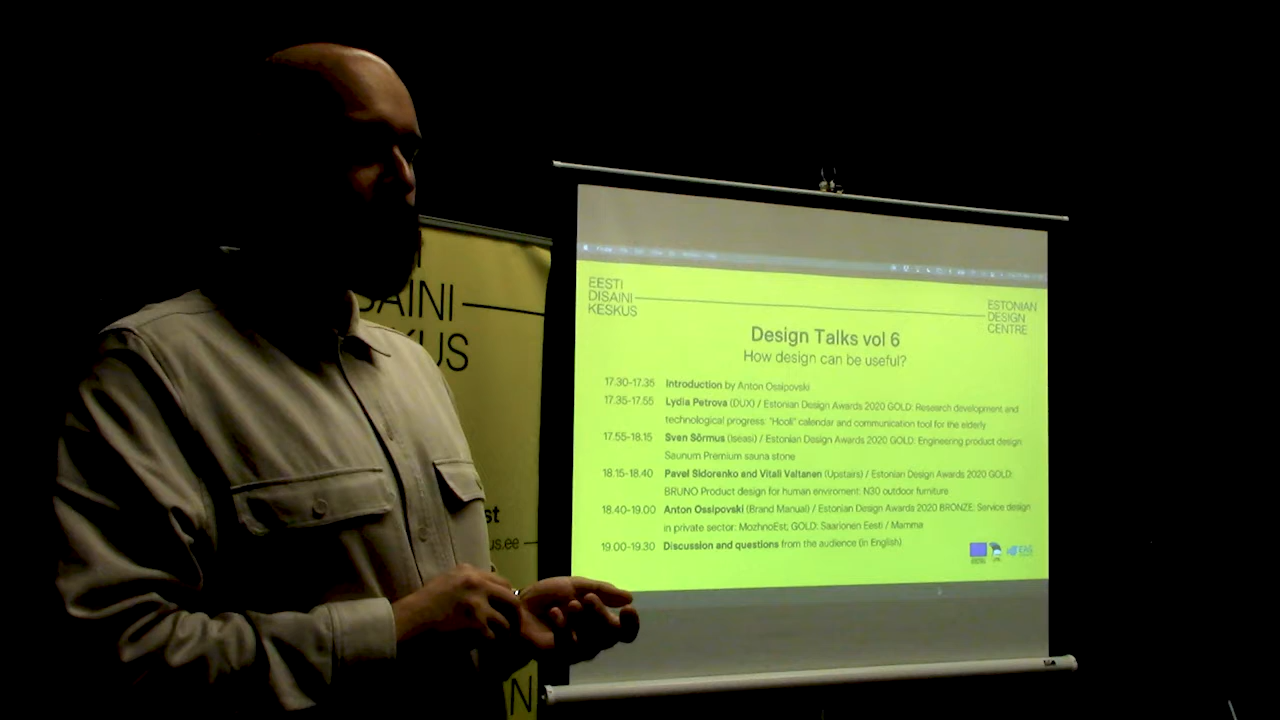 SAINI
KUS
st
us.ee
N
EESTI
DISAINI
KESKUS
ESTONIAN
DESIGN
CENTRE
Design Talks vol 6
How design can be useful?
17.30-17.35 Introduction by Anton Ossipovski
17.35-17.55 Lydia Petrova (DUX) / Estonian Design Awards 2020 GOLD: Research development and
technological progress: "Hooli" calendar and communication tool for the elderly
17.55-18.15 Sven Sõrmus (Iseasi) / Estonian Design Awards 2020 GOLD: Engineering product design
Saunum Premium sauna stone
18.15-18.40 Pavel Sidorenko and Vitali Valtanen (Upstairs) / Estonian Design Awards 2020 GOLD:
BRUNO Product design for human enviroment: N30 outdoor furniture
18.40-19.00 Anton Ossipovski (Brand Manual) / Estonian Design Awards 2020 BRONZE: Service design
in private sector: MozhnoEst; GOLD: Saarionen Eesti / Mamma
19.00-19.30 Discussion and questions from the audience (in English)
EAS